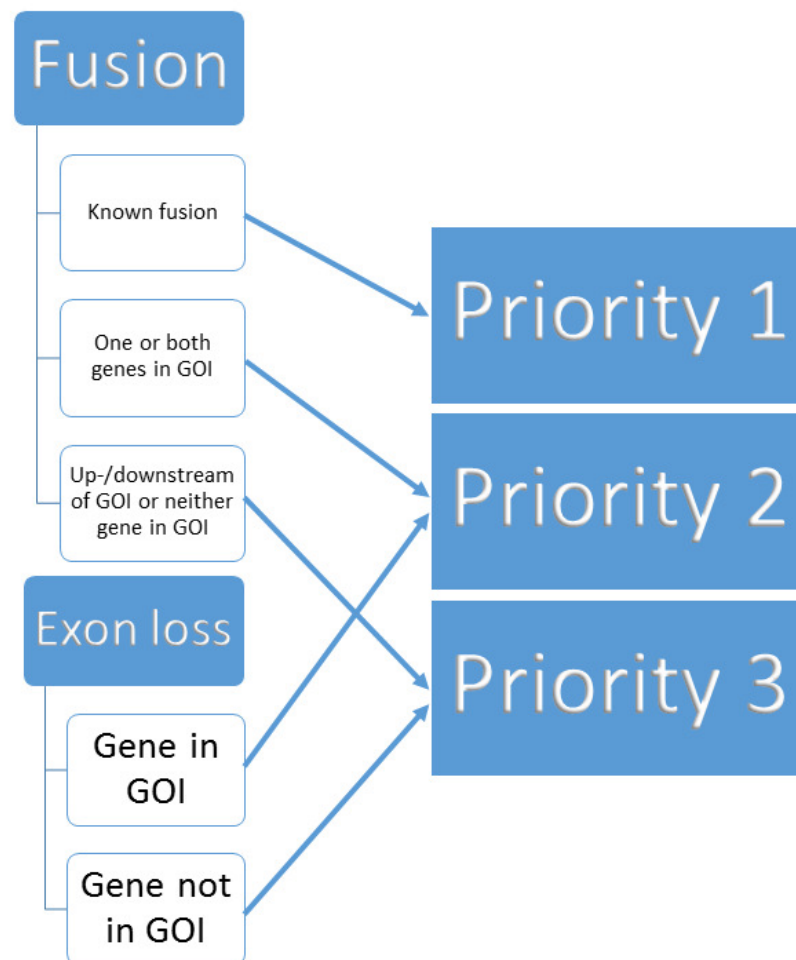 Fusion
Known fusion
One or both
genes in GOI
Up-/downstream
of GOI or neither
gene in GOI
Exon loss
Gene in
GOI
Gene not
in GOI
Priority 1
Priority 2
Priority 3